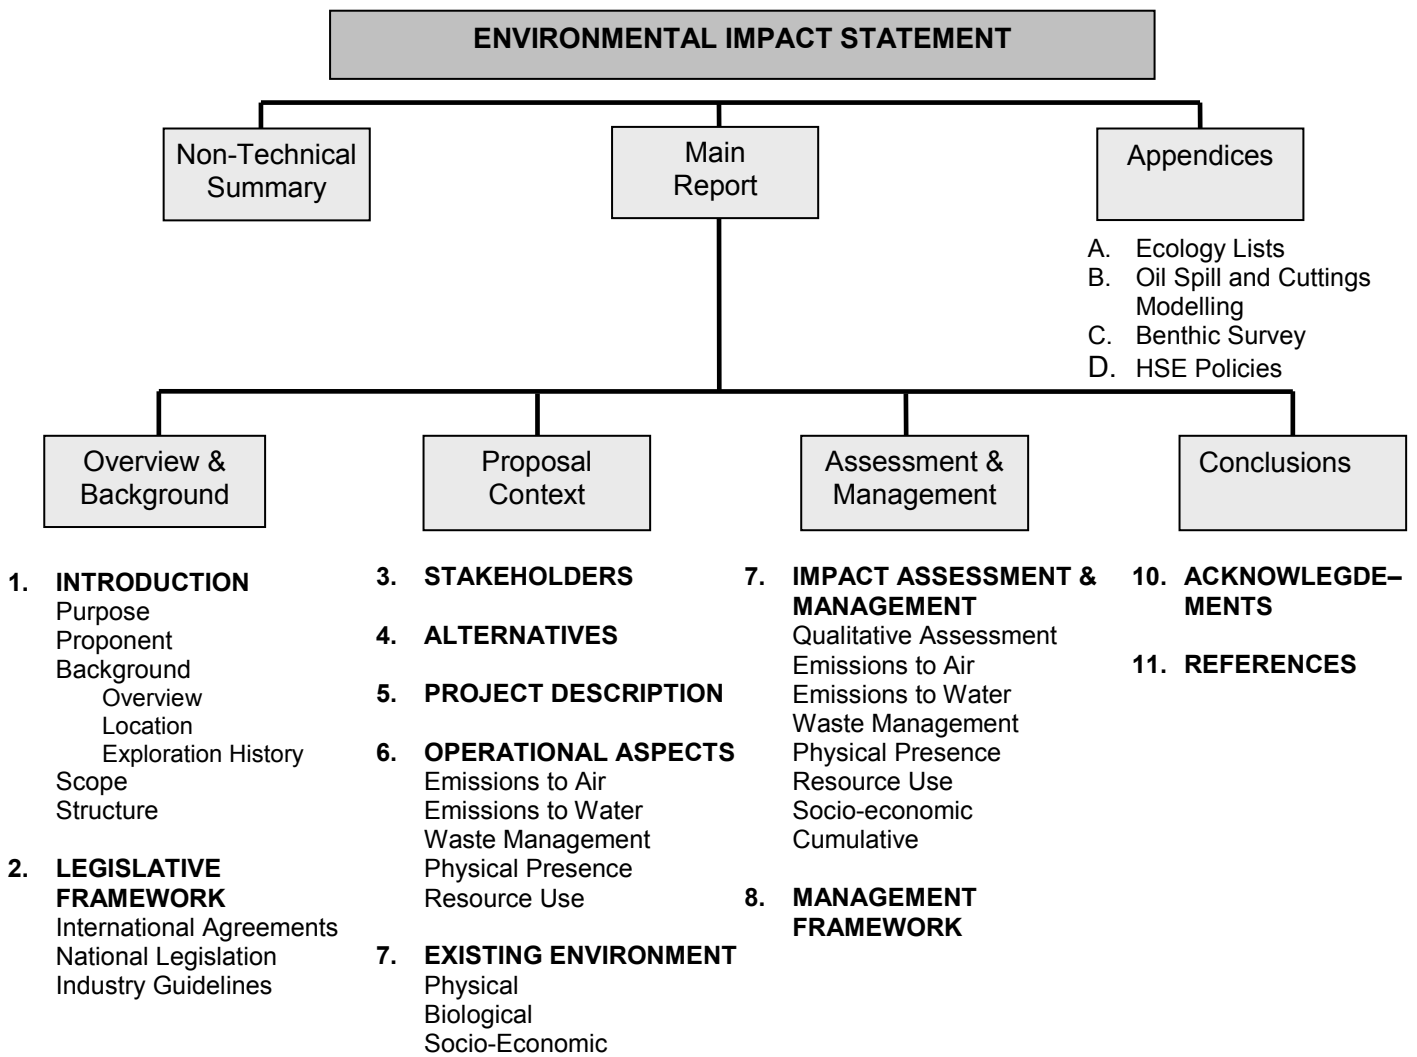 ENVIRONMENTAL IMPACT STATEMENT
Non-Technical
Summary
Main
Report
Appendices
A. Ecology Lists
B. Oil Spill and Cuttings
Modelling
C. Benthic Survey
D. HSE Policies
Overview &
Background
Proposal
Context
Assessment &
Management
Conclusions
1. INTRODUCTION
Purpose
Proponent
Background
Overview
Location
Exploration History
Scope
Structure
2. LEGISLATIVE
FRAMEWORK
International Agreements
National Legislation
Industry Guidelines
3. STAKEHOLDERS
4. ALTERNATIVES
5. PROJECT DESCRIPTION
6. OPERATIONAL ASPECTS
Emissions to Air
Emissions to Water
Waste Management
Physical Presence
Resource Use
7. EXISTING ENVIRONMENT
Physical
Biological
Socio-Economic
7. IMPACT ASSESSMENT &
MANAGEMENT
Qualitative Assessment
Emissions to Air
Emissions to Water
Waste Management
Physical Presence
Resource Use
Socio-economic
Cumulative
8. MANAGEMENT
FRAMEWORK
10. ACKNOWLEGDE–
MENTS
11. REFERENCES